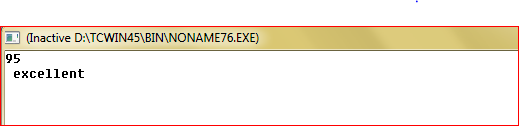 (Inactive D:\TCWIN45\BIN\NONAME76.EXE)
95
excellent